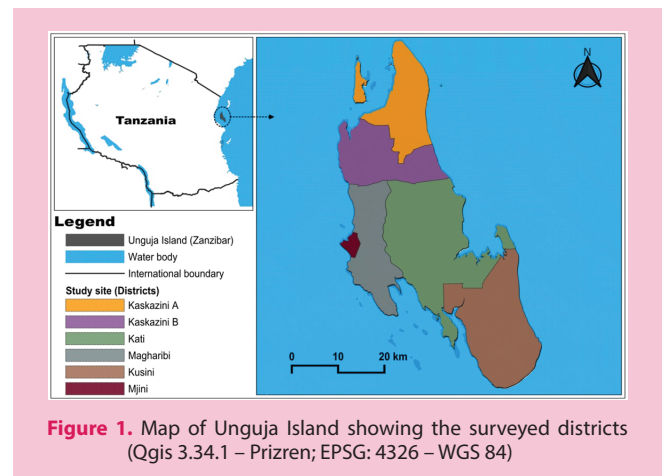 Tanzania
N
Legend
Unguja Island (Zanzibar)
Water body
International boundary
Study site (Districts)
Kaskazini A
Kaskazini B
Kati
Magharibi
Kusini
Mjini
0 10 20 km
Figure 1. Map of Unguja Island showing the surveyed districts
(Qgis 3.34.1 – Prizren; EPSG: 4326 – WGS 84)